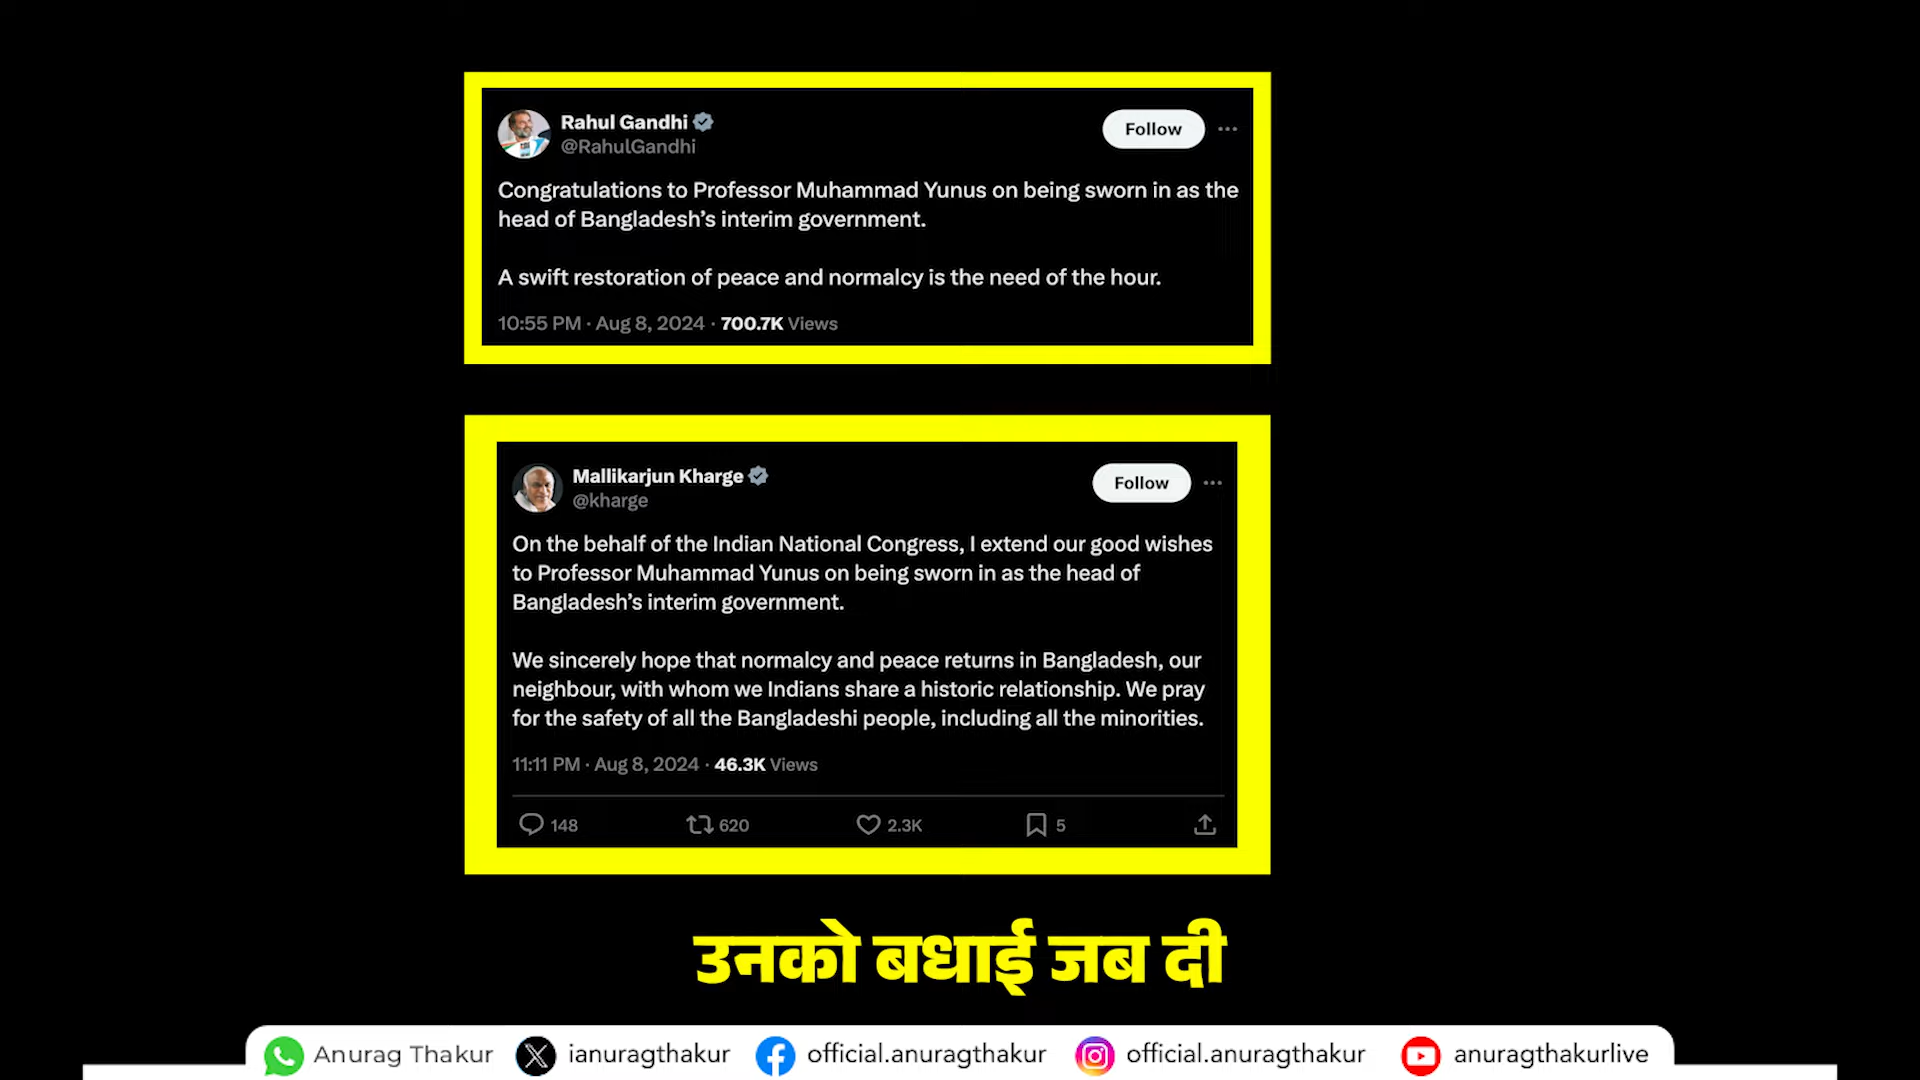 Rahul Gandhi
@RahulGandhi
Follow
Congratulations to Professor Muhammad Yunus on being sworn in as the
head of Bangladesh’s interim government.
A swift restoration of peace and normalcy is the need of the hour.
10:55 PM · Aug 8, 2024 · 700.7K Views
Mallikarjun Kharge
@kharge
Follow
On the behalf of the Indian National Congress, I extend our good wishes
to Professor Muhammad Yunus on being sworn in as the head of
Bangladesh’s interim government.
We sincerely hope that normalcy and peace returns in Bangladesh, our
neighbour, with whom we Indians share a historic relationship. We pray
for the safety of all the Bangladeshi people, including all the minorities.
11:11 PM · Aug 8, 2024 · 46.3K Views
148 620 2.3K 5
उनको बधाई जब दी
Anurag Thakur ianuragthakur official.anuragthakur official.anuragthakur anuragthakurlive